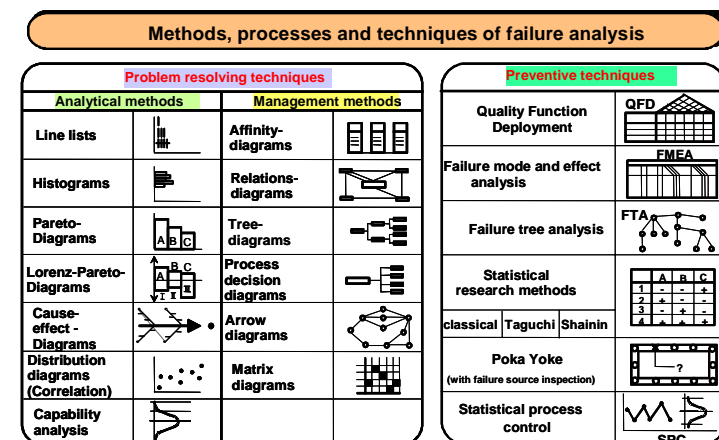 Methods, processes and techniques of failure analysis
Problem resolving techniques
Analytical methods
Management methods
Line lists
Affinity-
diagrams
Histograms
Relations-
diagrams
Pareto-
Diagrams
A B C
Tree-
diagrams
Lorenz-Pareto-
Diagrams
A B C
I II III
Process
decision
diagrams
Cause-
effect -
Diagrams
Arrow
diagrams
Distribution
diagrams
(Correlation)
Matrix
diagrams
Capability
analysis
Preventive techniques
Quality Function
Deployment
QFD
Failure mode and effect
analysis
FMEA
Failure tree analysis
FTA
Statistical
research methods
A B C
1 - - +
2 + - -
3 - + -
4 + + +
classical Taguchi Shainin
Poka Yoke
(with failure source inspection)
?
Statistical process
control
SPC